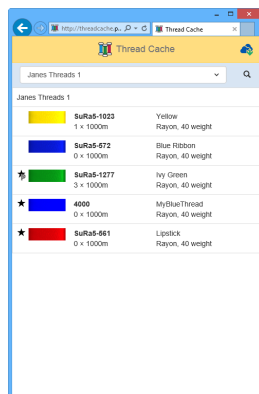 http://threadcache.p..
Thread Cache
Thread Cache
Janes Threads 1
Janes Threads 1
SuRa5-1023 Yellow
1 × 1000m Rayon, 40 weight
SuRa5-572 Blue Ribbon
0 × 1000m Rayon, 40 weight
SuRa5-1277 Ivy Green
3 × 1000m Rayon, 40 weight
4000 MyBlueThread
0 × 1000m Rayon, 40 weight
SuRa5-561 Lipstick
0 × 1000m Rayon, 40 weight